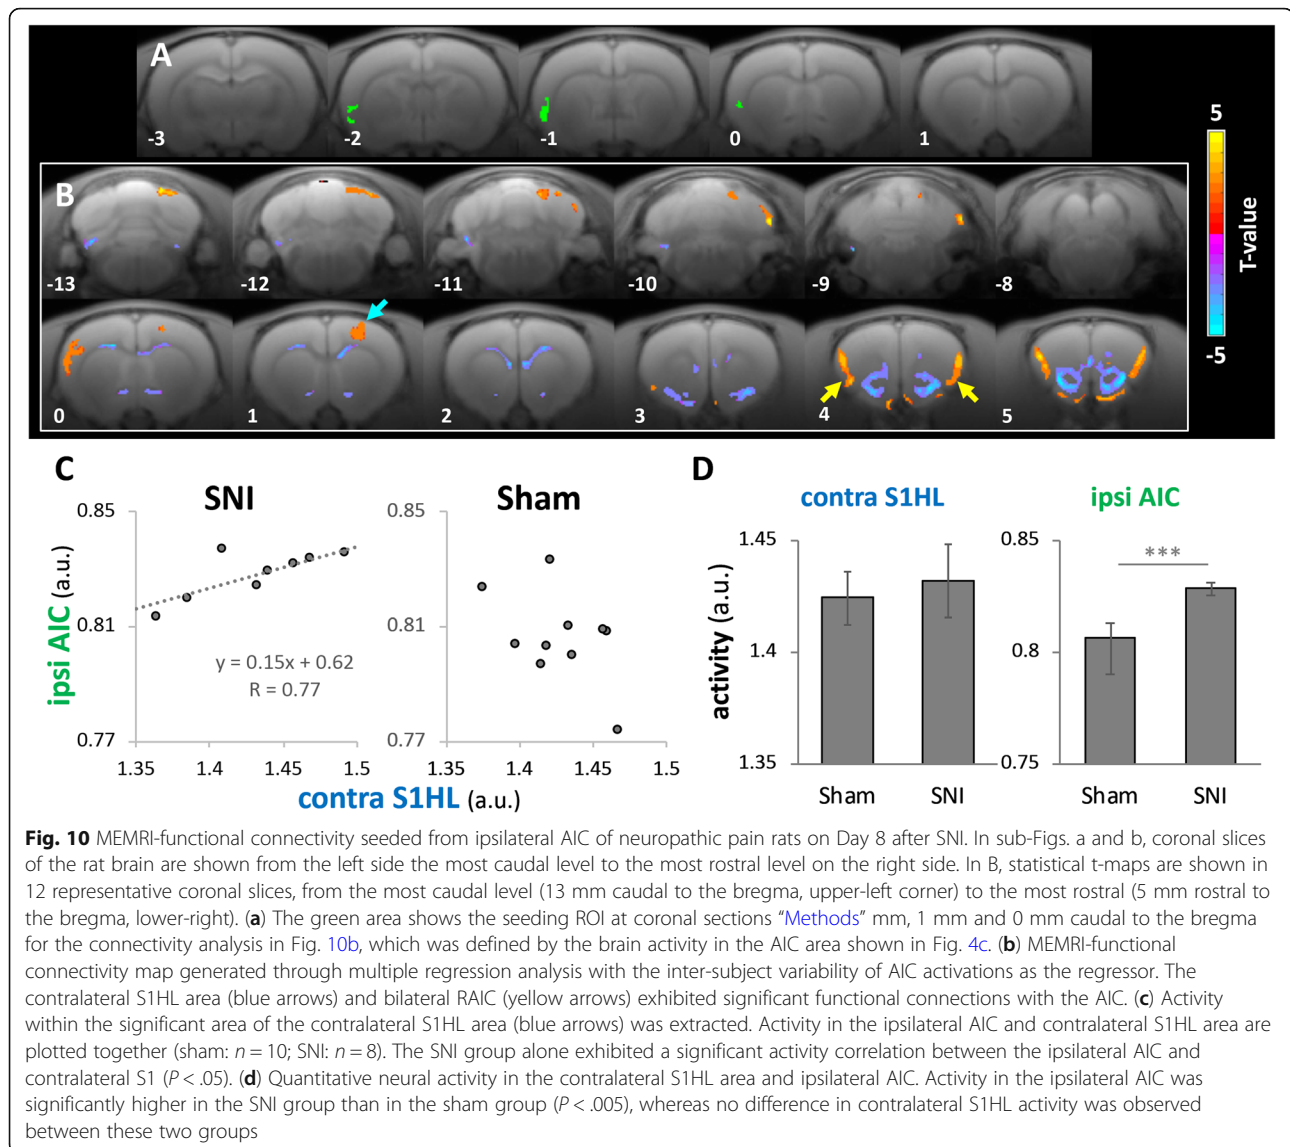 A
-3
-2
-1
0
1
B
-13
-12
-11
-10
-9
-8
0
1
2
3
4
5
5
T-value
-5
C
SNI
Sham
0.85
0.81
0.77
ipsi AIC (a.u.)
y = 0.15x + 0.62
R = 0.77
1.35 1.4 1.45 1.5
0.85
0.81
0.77
1.35 1.4 1.45 1.5
contra S1HL (a.u.)
D
contra S1HL
ipsi AIC
activity (a.u.)
1.45
1.4
1.35
Sham SNI
0.85
0.8
0.75
***
Sham SNI
Fig. 10 MEMRI-functional connectivity seeded from ipsilateral AIC of neuropathic pain rats on Day 8 after SNI. In sub-Figs. a and b, coronal slices
of the rat brain are shown from the left side the most caudal level to the most rostral level on the right side. In B, statistical t-maps are shown in
12 representative coronal slices, from the most caudal level (13 mm caudal to the bregma, upper-left corner) to the most rostral (5 mm rostral to
the bregma, lower-right). (a) The green area shows the seeding ROI at coronal sections “Methods” mm, 1 mm and 0 mm caudal to the bregma
for the connectivity analysis in Fig. 10b, which was defined by the brain activity in the AIC area shown in Fig. 4c. (b) MEMRI-functional
connectivity map generated through multiple regression analysis with the inter-subject variability of AIC activations as the regressor. The
contralateral S1HL area (blue arrows) and bilateral RAIC (yellow arrows) exhibited significant functional connections with the AIC. (c) Activity
within the significant area of the contralateral S1HL area (blue arrows) was extracted. Activity in the ipsilateral AIC and contralateral S1HL area are
plotted together (sham: n = 10; SNI: n = 8). The SNI group alone exhibited a significant activity correlation between the ipsilateral AIC and
contralateral S1 (P < .05). (d) Quantitative neural activity in the contralateral S1HL area and ipsilateral AIC. Activity in the ipsilateral AIC was
significantly higher in the SNI group than in the sham group (P < .005), whereas no difference in contralateral S1HL activity was observed
between these two groups